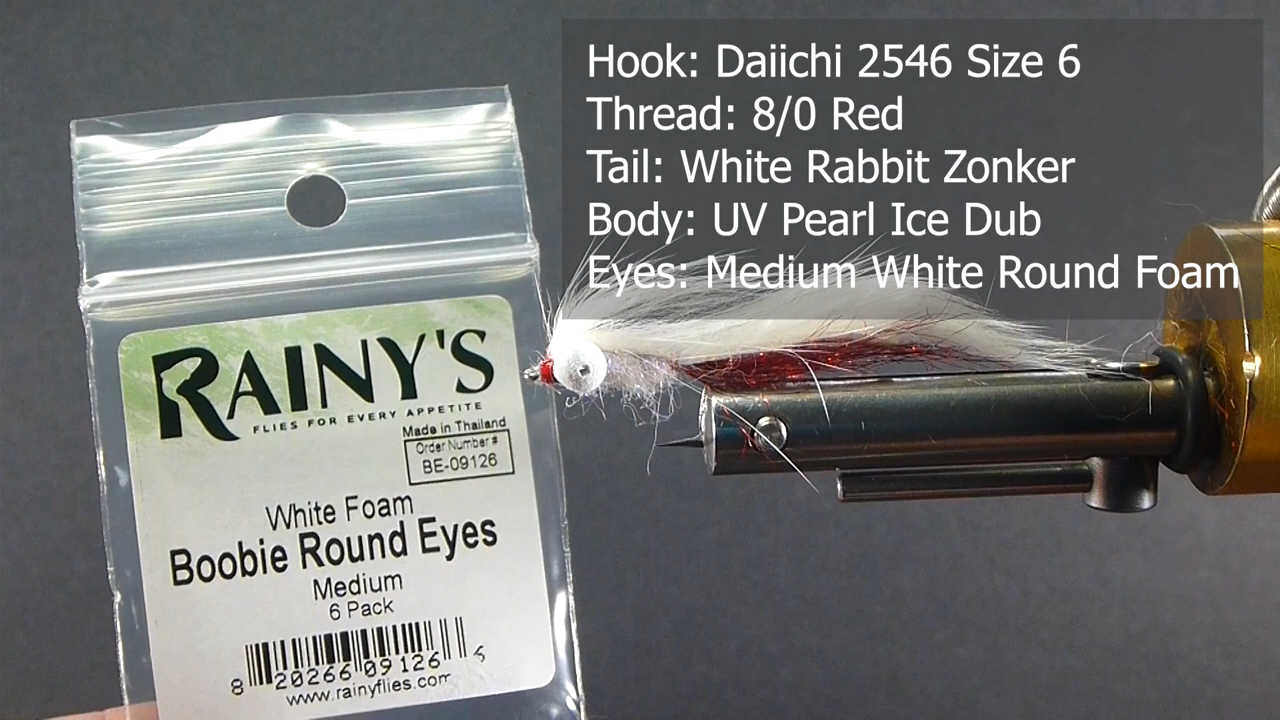 Hook: Daiichi 2546 Size 6
Thread: 8/0 Red
Tail: White Rabbit Zonker
Body: UV Pearl Ice Dub
Eyes: Medium White Round Foam
RAINY'S
FLIES FOR EVERY APPETITE
Made in Thailand
Order Number #
BE-09126
White Foam
Boobie Round Eyes
Medium
6 Pack
8 20266 09126 4
www.rainyflies.com